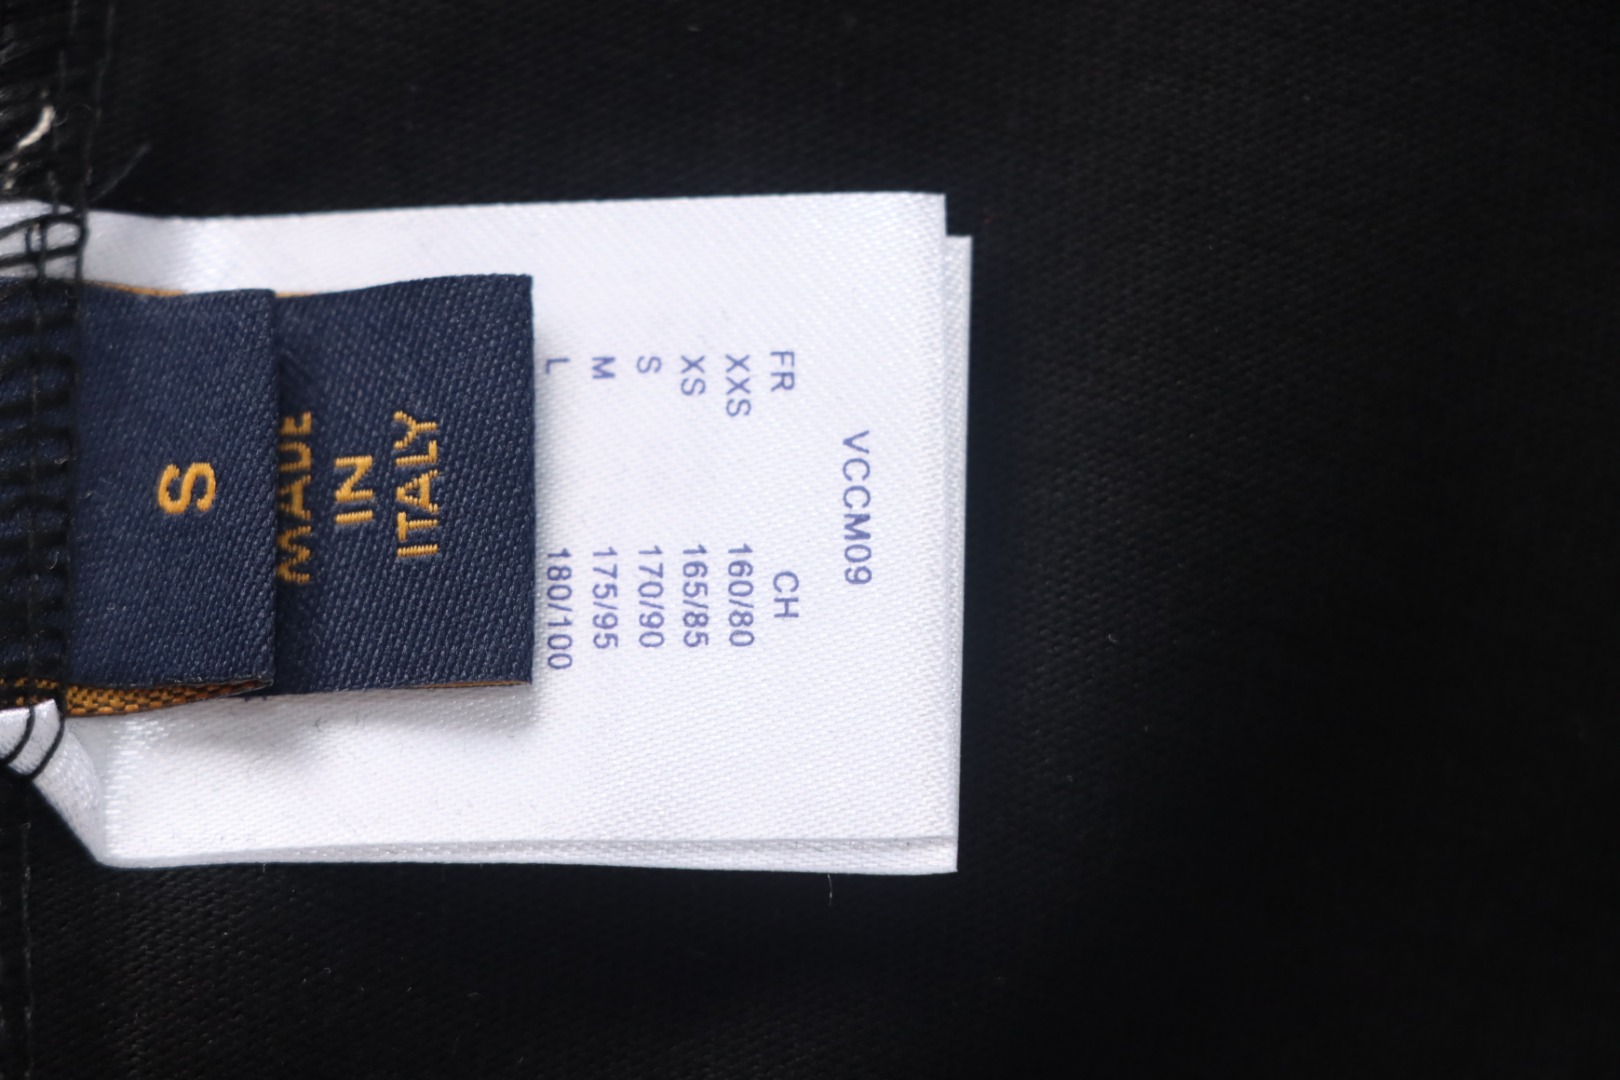 S
MADE
IN
ITALY
VCCM09
FR CH
XXS 160/80
XS 165/85
S 170/90
M 175/95
L 180/100